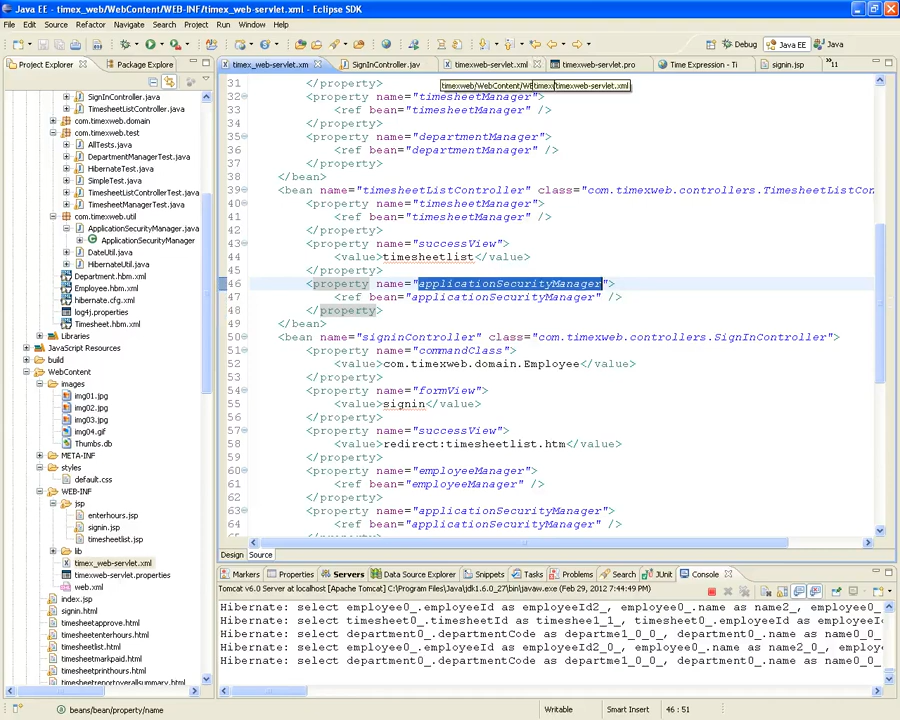 Java EE - timex_web/WebContent/WEB-INF/timex_web-servlet.xml - Eclipse SDK
File Edit Source Refactor Navigate Search Project Run Window Help
Debug Java EE Java
Project Explorer Package Explorer
SignInController.java
TimesheetListController.java
com.timexweb.domain
com.timexweb.test
AllTests.java
DepartmentManagerTest.java
HibernateTest.java
SimpleTest.java
TimesheetListControllerTest.java
TimesheetManagerTest.java
com.timexweb.util
ApplicationSecurityManager.java
ApplicationSecurityManager
DateUtil.java
HibernateUtil.java
Department.hbm.xml
Employee.hbm.xml
hibernate.cfg.xml
log4j.properties
Timesheet.hbm.xml
Libraries
JavaScript Resources
build
WebContent
images
img01.jpg
img02.jpg
img03.jpg
img04.gif
Thumbs.db
META-INF
styles
default.css
WEB-INF
jsp
enterhours.jsp
signin.jsp
timesheetlist.jsp
lib
timex_web-servlet.xml
timexweb-servlet.properties
web.xml
index.jsp
signin.html
timesheetapprove.html
timesheetenterhours.html
timesheetlist.html
timesheetmarkpaid.html
timesheetprinthours.html
timesheetreportoverallsummary.html
timex_web-servlet.xm SignInController.jav timexweb-servlet.xml timexweb-servlet.pro Time Expression - Ti signin.jsp 11
31 </property>
32 <property name="timesheetManager">
33 <ref bean="timesheetManager" />
34 </property>
35 <property name="departmentManager">
36 <ref bean="departmentManager" />
37 </property>
38 </bean>
39 <bean name="timesheetListController" class="com.timexweb.controllers.TimesheetListCon
40 <property name="timesheetManager">
41 <ref bean="timesheetManager" />
42 </property>
43 <property name="successView">
44 <value>timesheetlist</value>
45 </property>
46 <property name="applicationSecurityManager">
47 <ref bean="applicationSecurityManager" />
48 </property>
49 </bean>
50 <bean name="signinController" class="com.timexweb.controllers.SignInController">
51 <property name="commandClass">
52 <value>com.timexweb.domain.Employee</value>
53 </property>
54 <property name="formView">
55 <value>signin</value>
56 </property>
57 <property name="successView">
58 <value>redirect:timesheetlist.htm</value>
59 </property>
60 <property name="employeeManager">
61 <ref bean="employeeManager" />
62 </property>
63 <property name="applicationSecurityManager">
64 <ref bean="applicationSecurityManager" />
Design Source
Markers Properties Servers Data Source Explorer Snippets Tasks Problems Search JUnit Console
Tomcat v6.0 Server at localhost [Apache Tomcat] C:\Program Files\Java\jdk1.6.0_27\bin\javaw.exe (Feb 29, 2012 7:44:49 PM)
Hibernate: select employee0_.employeeId as employeeId2_, employee0_.name as name2_, employee0_
Hibernate: select timesheet0_.timesheetId as timeshee1_1_, timesheet0_.employeeId as employeeI
Hibernate: select department0_.departmentCode as departme1_0_0_, department0_.name as name0_0_
Hibernate: select employee0_.employeeId as employeeId2_0_, employee0_.name as name2_0_, employ
Hibernate: select department0_.departmentCode as departme1_0_0_, department0_.name as name0_0_
beans/bean/property/name Writable Smart Insert 46 : 51